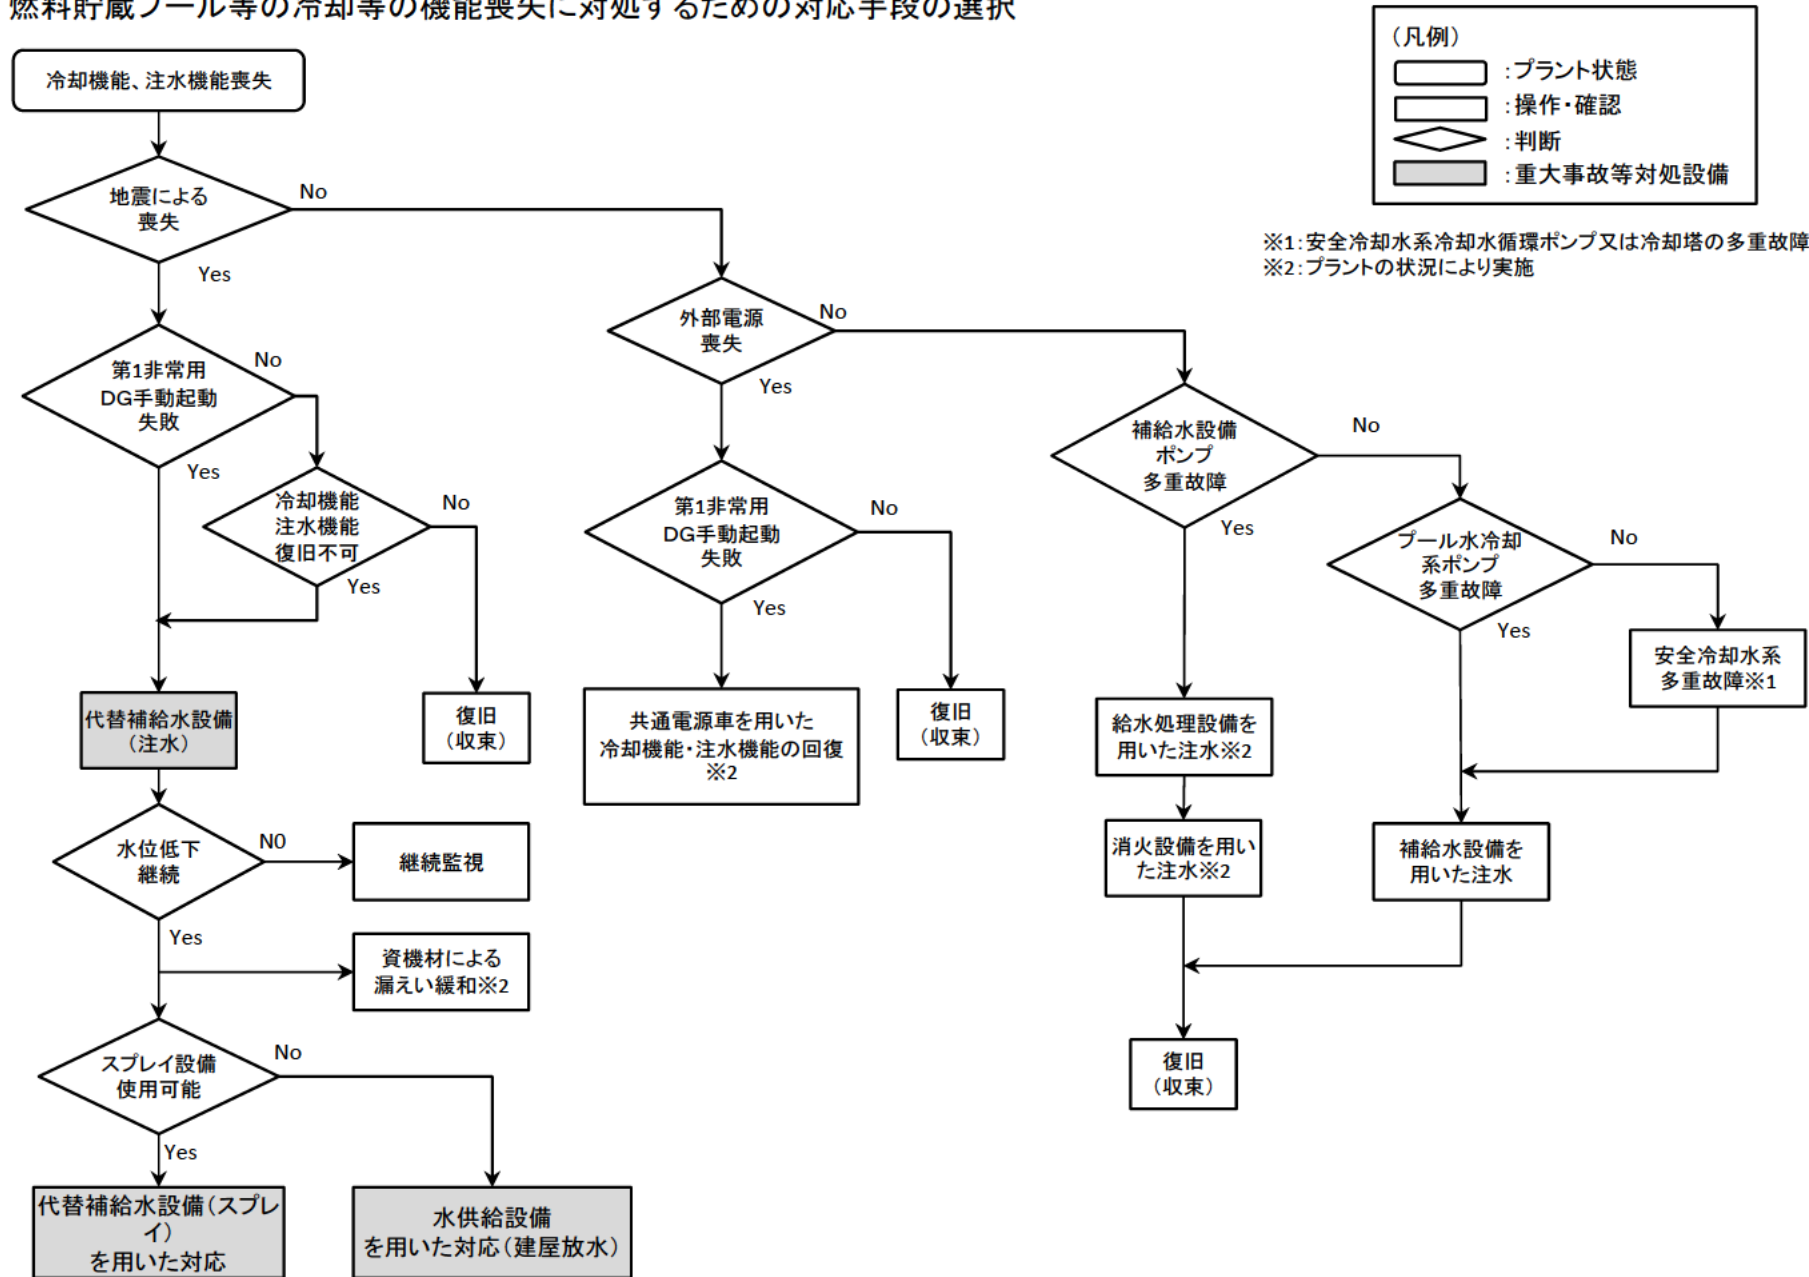 燃料貯蔵プール等の冷却等の機能喪失に対処するための対応手段の選択
(凡例)
:プラント状態
:操作・確認
:判断
:重大事故等対処設備
※1:安全冷却水系冷却水循環ポンプ又は冷却塔の多重故障
※2:プラントの状況により実施
冷却機能、注水機能喪失
地震による
喪失
No
Yes
外部電源
喪失
No
Yes
第1非常用
DG手動起動
失敗
No
Yes
冷却機能
注水機能
復旧不可
No
Yes
第1非常用
DG手動起動
失敗
No
Yes
補給水設備
ポンプ
多重故障
No
Yes
プール水冷却
系ポンプ
多重故障
No
Yes
安全冷却水系
多重故障※1
代替補給水設備
(注水)
復旧
(収束)
共通電源車を用いた
冷却機能・注水機能の回復
※2
復旧
(収束)
給水処理設備を
用いた注水※2
消火設備を用い
た注水※2
補給水設備を
用いた注水
水位低下
継続
N0
Yes
継続監視
資機材による
漏えい緩和※2
スプレイ設備
使用可能
No
Yes
復旧
(収束)
代替補給水設備(スプレ
イ)
を用いた対応
水供給設備
を用いた対応(建屋放水)